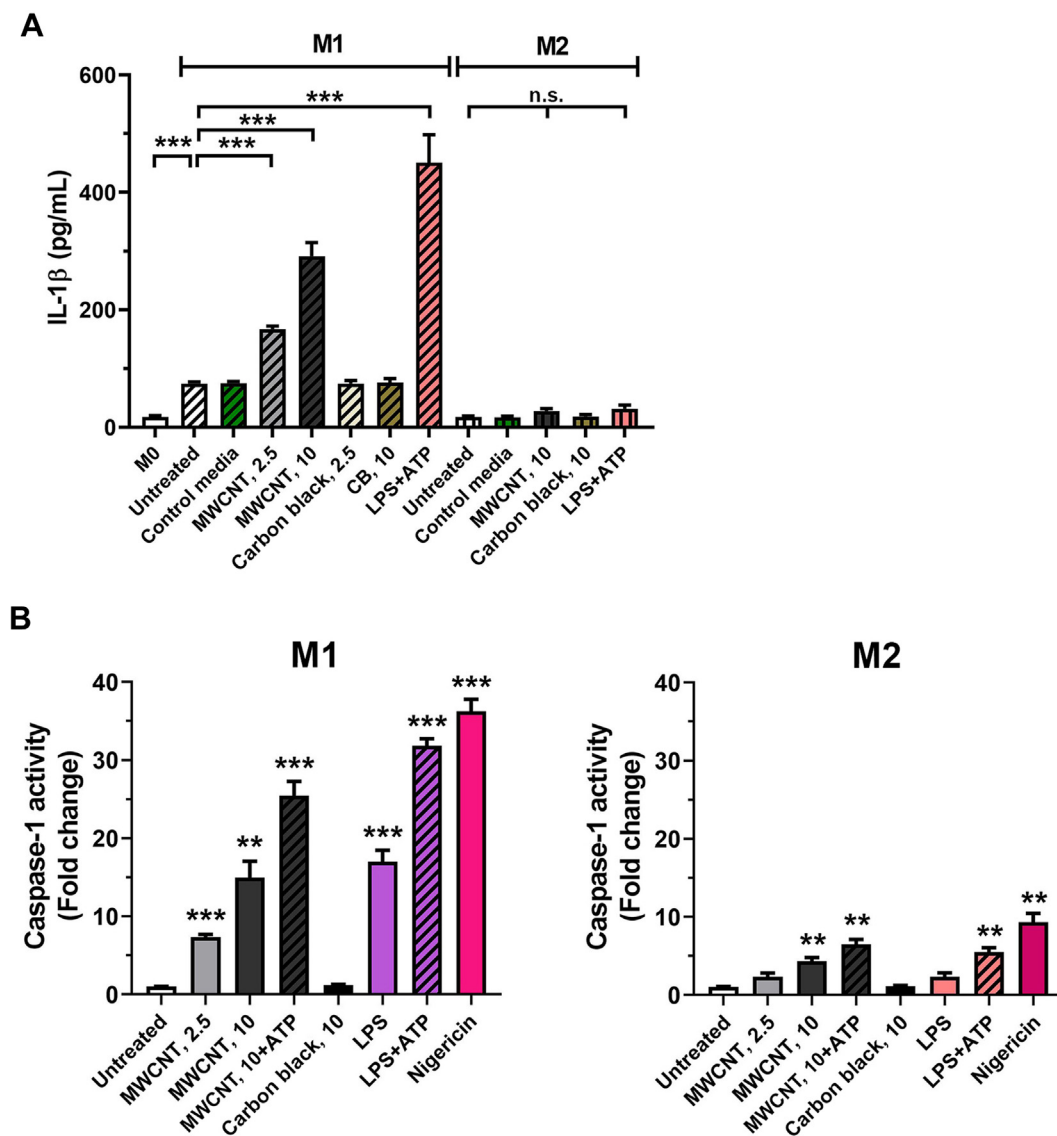 A
M1
M2
600
400
200
0
IL-1β (pg/mL)
***
***
***
***
n.s.
M0
Untreated
Control media
MWCNT, 2.5
MWCNT, 10
Carbon black, 2.5
CB, 10
LPS+ATP
Untreated
Control media
MWCNT, 10
Carbon black, 10
LPS+ATP
B
M1
40
30
20
10
0
Caspase-1 activity
(Fold change)
***
**
***
***
***
***
Untreated
MWCNT, 2.5
MWCNT, 10
MWCNT, 10+ATP
Carbon black, 10
LPS
LPS+ATP
Nigericin
M2
40
30
20
10
0
Caspase-1 activity
(Fold change)
**
**
**
**
Untreated
MWCNT, 2.5
MWCNT, 10
MWCNT, 10+ATP
Carbon black, 10
LPS
LPS+ATP
Nigericin